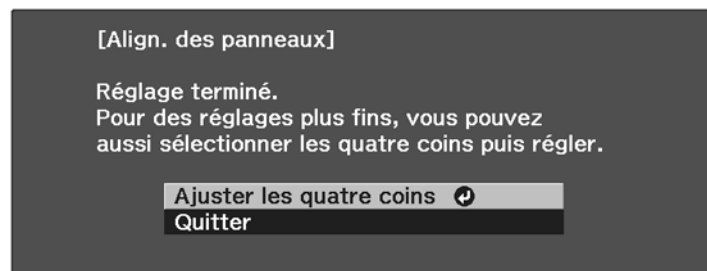 [Align. des panneaux]
Réglage terminé.
Pour des réglages plus fins, vous pouvez
aussi sélectionner les quatre coins puis régler.
Ajuster les quatre coins
Quitter